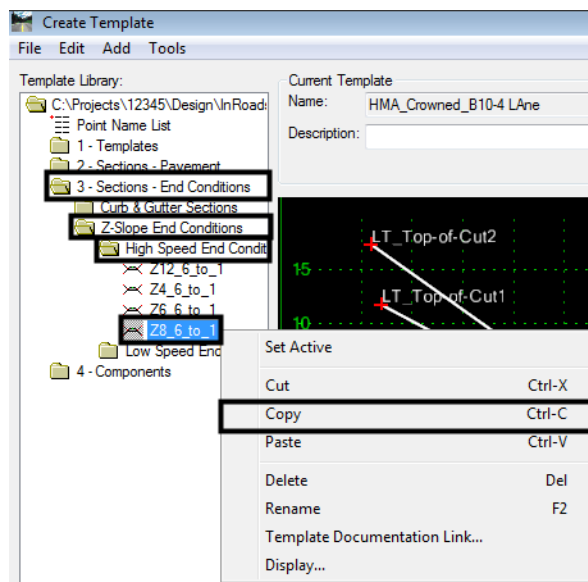 Create Template
File Edit Add Tools
Template Library:
C:\Projects\12345\Design\InRoad
Point Name List
1 - Templates
2 - Sections - Pavement
3 - Sections - End Conditions
Curb & Gutter Sections
Z-Slope End Conditions
High Speed End Condit
Z12_6_to_1
Z4_6_to_1
Z6_6_to_1
Z8_6_to_1
Low Speed End
4 - Components
Current Template
Name: HMA_Crowned_B10-4 LAne
Description:
LT_Top-of-Cut2
15
LT_Top-of-Cut1
10
Set Active
Cut Ctrl-X
Copy Ctrl-C
Paste Ctrl-V
Delete Del
Rename F2
Template Documentation Link...
Display...